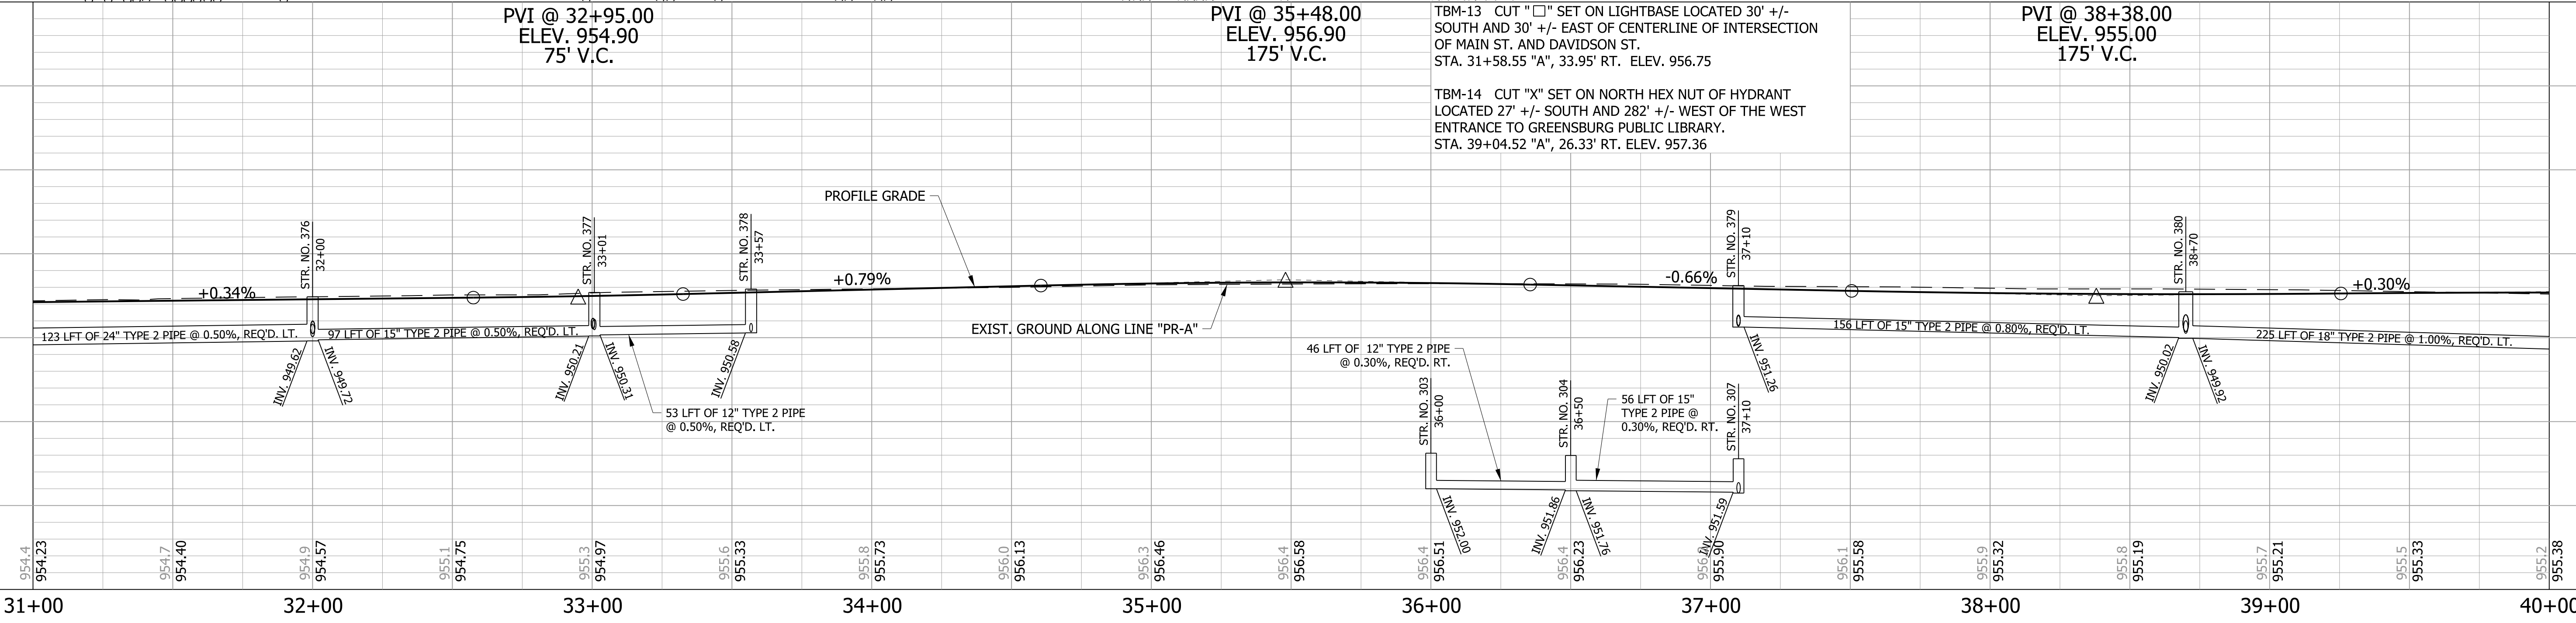 PVI @ 32+95.00
ELEV. 954.90
75' V.C.
PVI @ 35+48.00
ELEV. 956.90
175' V.C.
TBM-13 CUT "□" SET ON LIGHTBASE LOCATED 30' +/-
SOUTH AND 30' +/- EAST OF CENTERLINE OF INTERSECTION
OF MAIN ST. AND DAVIDSON ST.
STA. 31+58.55 "A", 33.95' RT. ELEV. 956.75
TBM-14 CUT "X" SET ON NORTH HEX NUT OF HYDRANT
LOCATED 27' +/- SOUTH AND 282' +/- WEST OF THE WEST
ENTRANCE TO GREENSBURG PUBLIC LIBRARY.
STA. 39+04.52 "A", 26.33' RT. ELEV. 957.36
PVI @ 38+38.00
ELEV. 955.00
175' V.C.
PROFILE GRADE
STR. NO. 376
32+00
STR. NO. 377
33+01
STR. NO. 378
33+57
STR. NO. 379
37+10
STR. NO. 380
38+70
+0.34%
+0.79%
-0.66%
+0.30%
EXIST. GROUND ALONG LINE "PR-A"
123 LFT OF 24" TYPE 2 PIPE @ 0.50%, REQ'D. LT.
97 LFT OF 15" TYPE 2 PIPE @ 0.50%, REQ'D. LT.
156 LFT OF 15" TYPE 2 PIPE @ 0.80%, REQ'D. LT.
225 LFT OF 18" TYPE 2 PIPE @ 1.00%, REQ'D. LT.
INV. 949.62
INV. 949.72
INV. 950.21
INV. 950.31
INV. 950.58
INV. 951.26
INV. 950.02
INV. 949.92
53 LFT OF 12" TYPE 2 PIPE
@ 0.50%, REQ'D. LT.
46 LFT OF 12" TYPE 2 PIPE
@ 0.30%, REQ'D. RT.
56 LFT OF 15"
TYPE 2 PIPE @
0.30%, REQ'D. RT.
STR. NO. 303
36+00
STR. NO. 304
36+50
STR. NO. 307
37+10
INV. 952.00
INV. 951.86
INV. 951.76
INV. 951.59
954.4
954.23
954.7
954.40
954.9
954.57
955.1
954.75
955.3
954.97
955.6
955.33
955.8
955.73
956.0
956.13
956.3
956.46
956.4
956.58
956.4
956.51
956.4
956.23
955.90
956.1
955.58
955.9
955.32
955.8
955.19
955.7
955.21
955.5
955.33
955.2
955.38
31+00
32+00
33+00
34+00
35+00
36+00
37+00
38+00
39+00
40+00